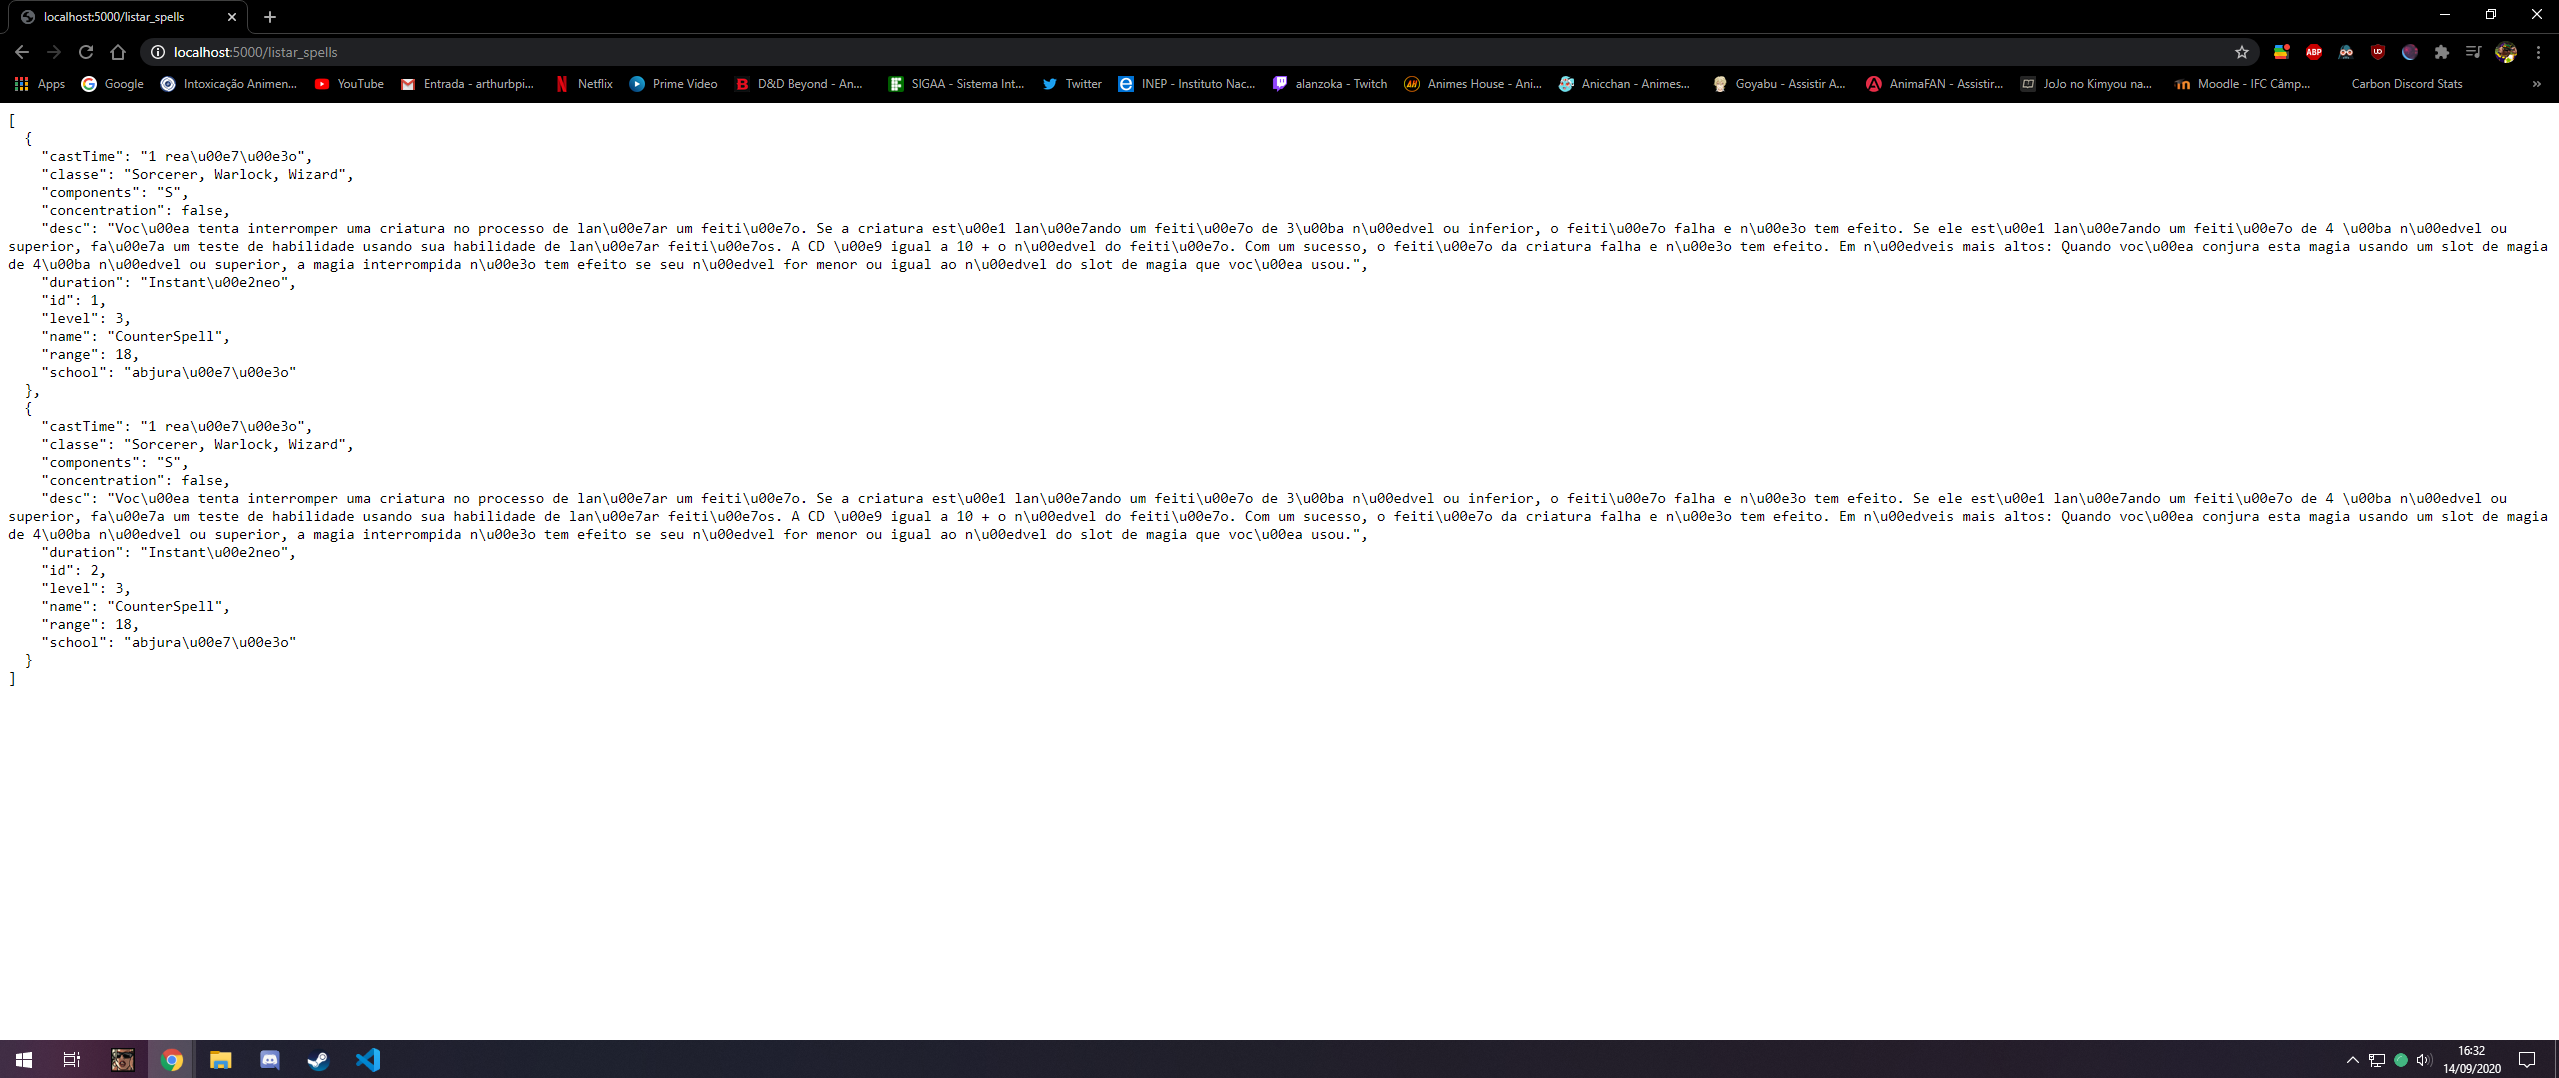 localhost:5000/listar_spells
localhost:5000/listar_spells
ABP
Apps Google Intoxicação Animen... YouTube Entrada - arthurbpi... Netflix Prime Video D&D Beyond - An... SIGAA - Sistema Int... Twitter INEP - Instituto Nac... alanzoka - Twitch Animes House - Ani... Anicchan - Animes... Goyabu - Assistir A... AnimaFAN - Assistir... JoJo no Kimyou na... Moodle - IFC Câmp... Carbon Discord Stats »
[
{
"castTime": "1 rea\u00e7\u00e3o",
"classe": "Sorcerer, Warlock, Wizard",
"components": "S",
"concentration": false,
"desc": "Voc\u00ea tenta interromper uma criatura no processo de lan\u00e7ar um feiti\u00e7o. Se a criatura est\u00e1 lan\u00e7ando um feiti\u00e7o de 3\u00ba n\u00edvel ou inferior, o feiti\u00e7o falha e n\u00e3o tem efeito. Se ele est\u00e1 lan\u00e7ando um feiti\u00e7o de 4 \u00ba n\u00edvel ou
superior, fa\u00e7a um teste de habilidade usando sua habilidade de lan\u00e7ar feiti\u00e7os. A CD \u00e9 igual a 10 + o n\u00edvel do feiti\u00e7o. Com um sucesso, o feiti\u00e7o da criatura falha e n\u00e3o tem efeito. Em n\u00edveis mais altos: Quando voc\u00ea conjura esta magia usando um slot de magia
de 4\u00ba n\u00edvel ou superior, a magia interrompida n\u00e3o tem efeito se seu n\u00edvel for menor ou igual ao n\u00edvel do slot de magia que voc\u00ea usou.",
"duration": "Instant\u00e2neo",
"id": 1,
"level": 3,
"name": "CounterSpell",
"range": 18,
"school": "abjura\u00e7\u00e3o"
},
{
"castTime": "1 rea\u00e7\u00e3o",
"classe": "Sorcerer, Warlock, Wizard",
"components": "S",
"concentration": false,
"desc": "Voc\u00ea tenta interromper uma criatura no processo de lan\u00e7ar um feiti\u00e7o. Se a criatura est\u00e1 lan\u00e7ando um feiti\u00e7o de 3\u00ba n\u00edvel ou inferior, o feiti\u00e7o falha e n\u00e3o tem efeito. Se ele est\u00e1 lan\u00e7ando um feiti\u00e7o de 4 \u00ba n\u00edvel ou
superior, fa\u00e7a um teste de habilidade usando sua habilidade de lan\u00e7ar feiti\u00e7os. A CD \u00e9 igual a 10 + o n\u00edvel do feiti\u00e7o. Com um sucesso, o feiti\u00e7o da criatura falha e n\u00e3o tem efeito. Em n\u00edveis mais altos: Quando voc\u00ea conjura esta magia usando um slot de magia
de 4\u00ba n\u00edvel ou superior, a magia interrompida n\u00e3o tem efeito se seu n\u00edvel for menor ou igual ao n\u00edvel do slot de magia que voc\u00ea usou.",
"duration": "Instant\u00e2neo",
"id": 2,
"level": 3,
"name": "CounterSpell",
"range": 18,
"school": "abjura\u00e7\u00e3o"
}
]
16:32
14/09/2020